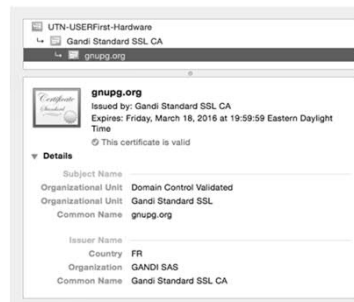 UTN-USERFirst-Hardware
Gandi Standard SSL CA
gnupg.org
Certificate
Standard
gnupg.org
Issued by: Gandi Standard SSL CA
Expires: Friday, March 18, 2016 at 19:59:59 Eastern Daylight
Time
This certificate is valid
Details
Subject Name
Organizational Unit Domain Control Validated
Organizational Unit Gandi Standard SSL
Common Name gnupg.org
Issuer Name
Country FR
Organization GANDI SAS
Common Name Gandi Standard SSL CA